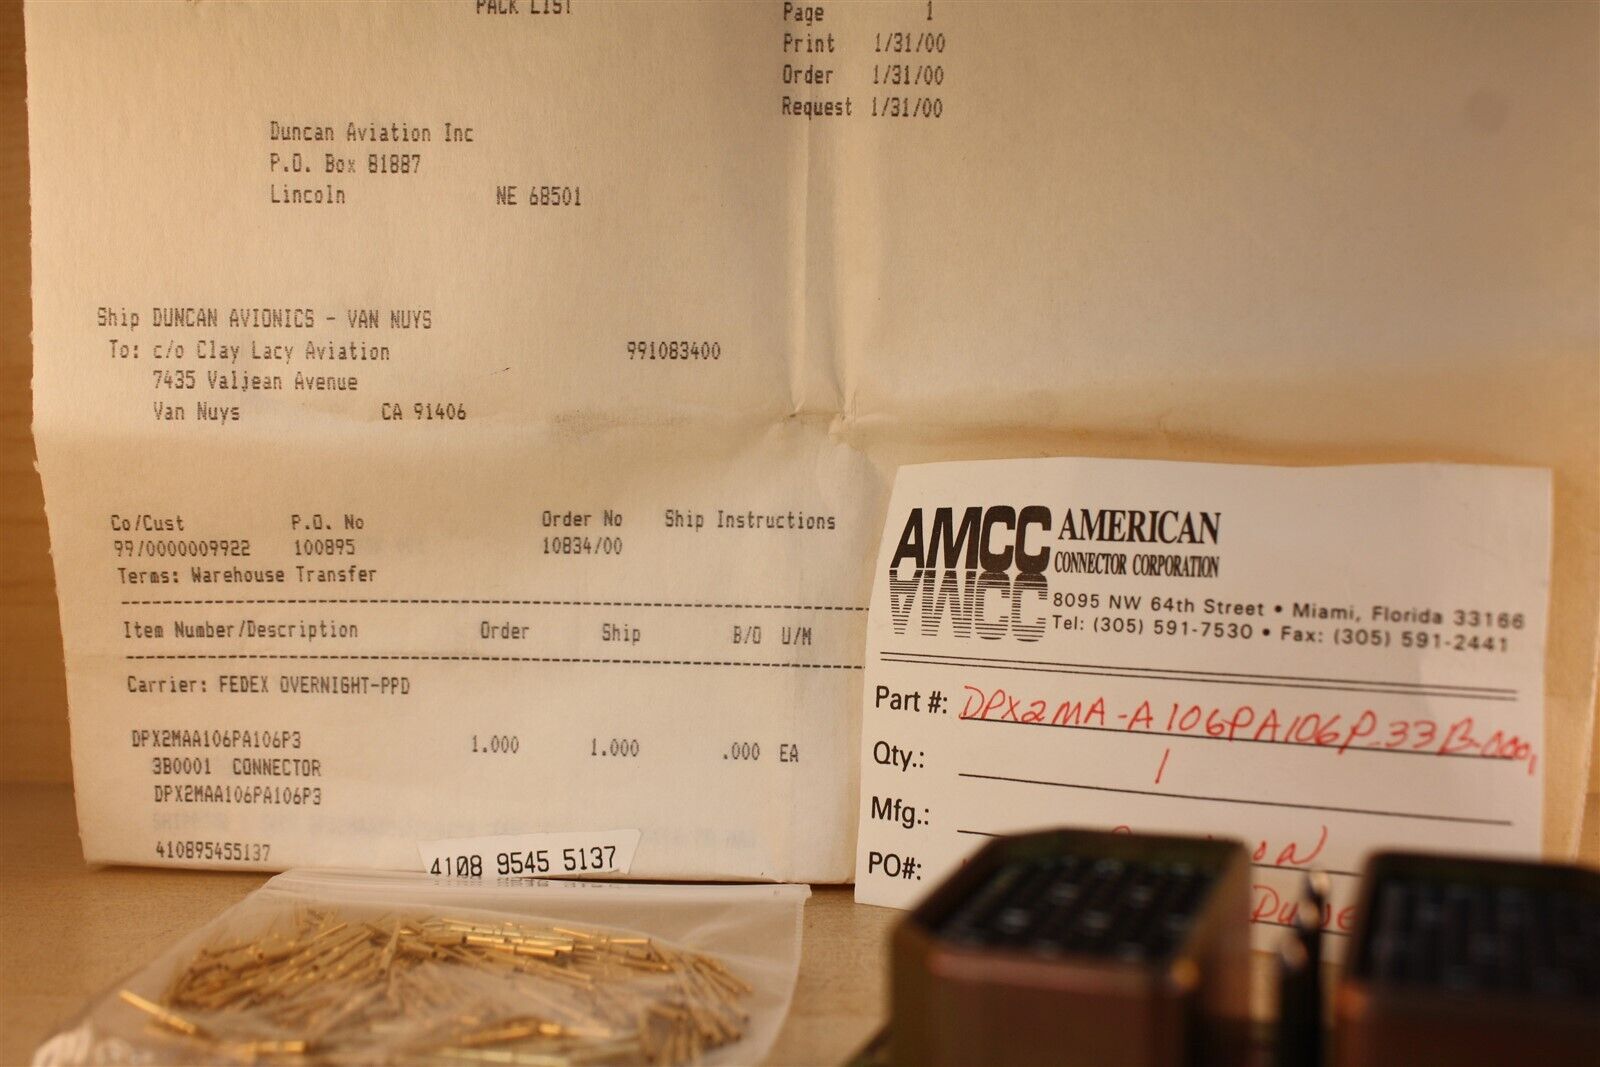 PACK LIST
Page 1
Print 1/31/00
Order 1/31/00
Request 1/31/00
Duncan Aviation Inc
P.O. Box 81887
Lincoln NE 68501
Ship DUNCAN AVIONICS - VAN NUYS
To: c/o Clay Lacy Aviation 991083400
7435 Valjean Avenue
Van Nuys CA 91406
Co/Cust P.O. No Order No Ship Instructions
99/0000009922 100895 10834/00
Terms: Warehouse Transfer
Item Number/Description Order Ship B/O U/M
Carrier: FEDEX OVERNIGHT-PPD
DPX2MAA106PA106P3 1.000 1.000 .000 EA
3B0001 CONNECTOR
DPX2MAA106PA106P3
410895455137
4108 9545 5137
AMCC AMERICAN
CONNECTOR CORPORATION
AMCC
8095 NW 64th Street • Miami, Florida 33166
Tel: (305) 591-7530 • Fax: (305) 591-2441
Part #: DPX2MA-A106PA106P-33B-0001
Qty.: 1
Mfg.:
PO#: